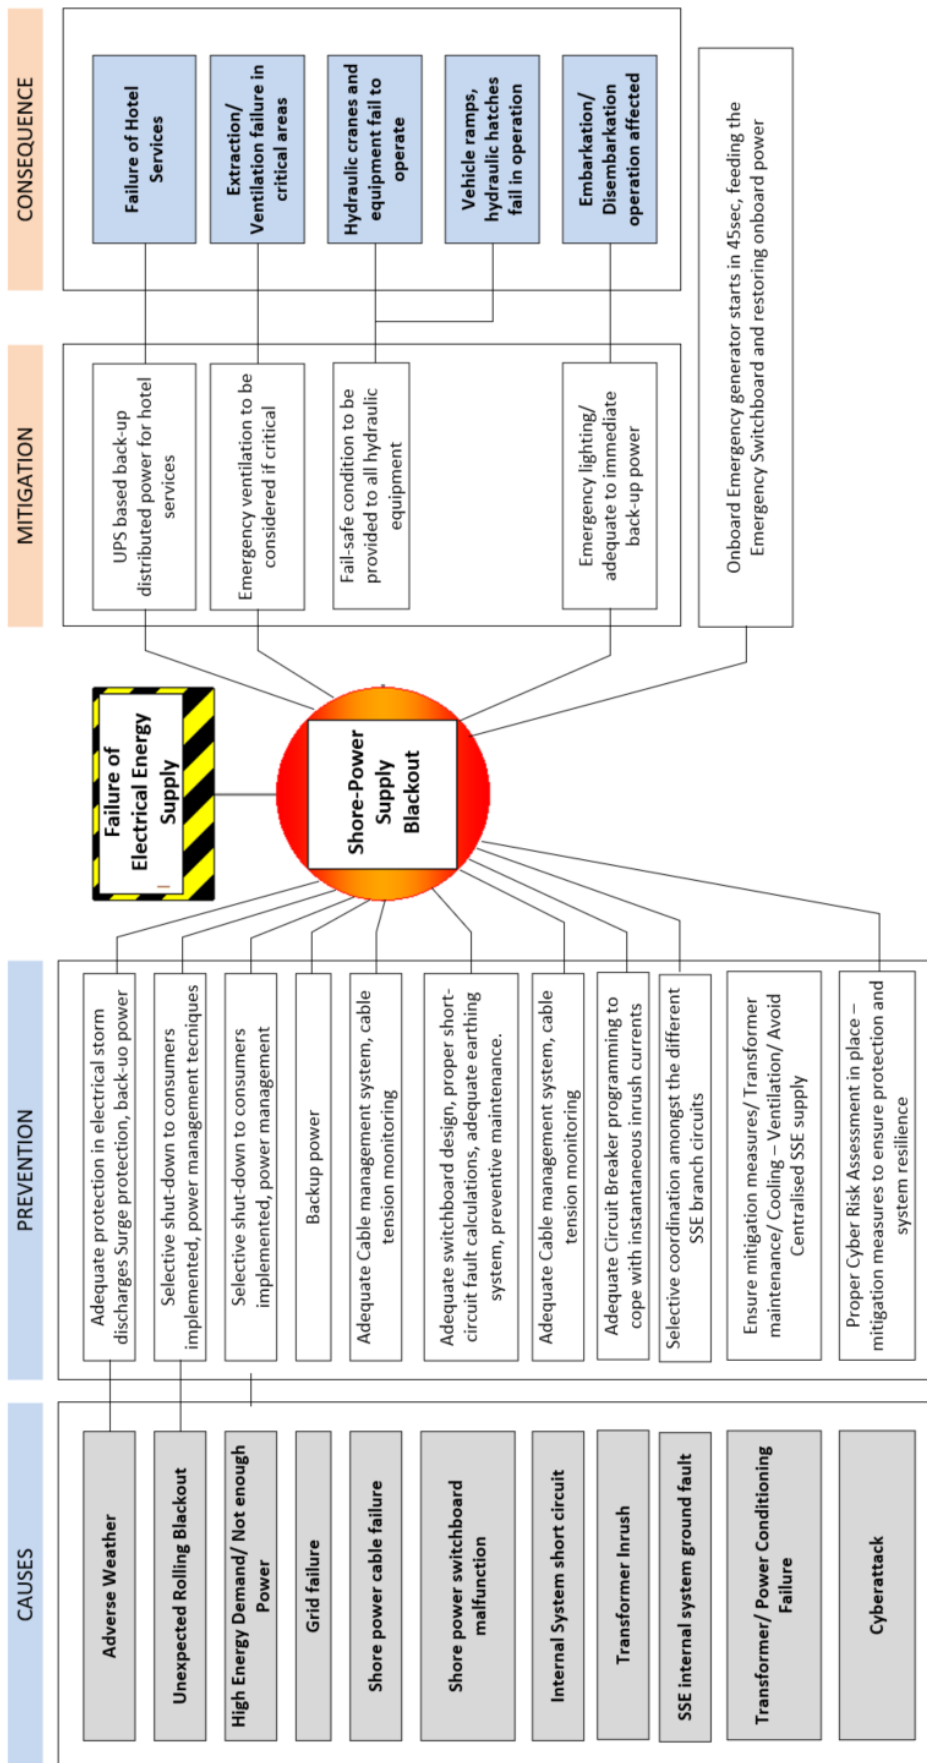 CAUSES
Adverse Weather
Unexpected Rolling Blackout
High Energy Demand/ Not enough
Power
Grid failure
Shore power cable failure
Shore power switchboard
malfunction
Internal System short circuit
Transformer Inrush
SSE internal system ground fault
Transformer/ Power Conditioning
Failure
Cyberattack
PREVENTION
Adequate protection in electrical storm
discharges Surge protection, back-uo power
Selective shut-down to consumers
implemented, power management tecniques
Selective shut-down to consumers
implemented, power management
Backup power
Adequate Cable management system, cable
tension monitoring
Adequate switchboard design, proper short-
circuit fault calculations, adequate earthing
system, preventive maintenance.
Adequate Cable management system, cable
tension monitoring
Adequate Circuit Breaker programming to
cope with instantaneous inrush currents
Selective coordination amongst the different
SSE branch circuits
Ensure mitigation measures/ Transformer
maintenance/ Cooling – Ventilation/ Avoid
Centralised SSE supply
Proper Cyber Risk Assessment in place –
mitigation measures to ensure protection and
system resilience
Failure of
Electrical Energy
Supply
Shore-Power
Supply
Blackout
MITIGATION
UPS based back-up
distributed power for hotel
services
Emergency ventilation to be
considered if critical
Fail-safe condition to be
provided to all hydraulic
equipment
Emergency lighting/
adequate to immediate
back-up power
CONSEQUENCE
Failure of Hotel
Services
Extraction/
Ventilation failure in
critical areas
Hydraulic cranes and
equipment fail to
operate
Vehicle ramps,
hydraulic hatches
fail in operation
Embarkation/
Disembarkation
operation affected
Onboard Emergency generator starts in 45sec, feeding the
Emergency Switchboard and restoring onboard power